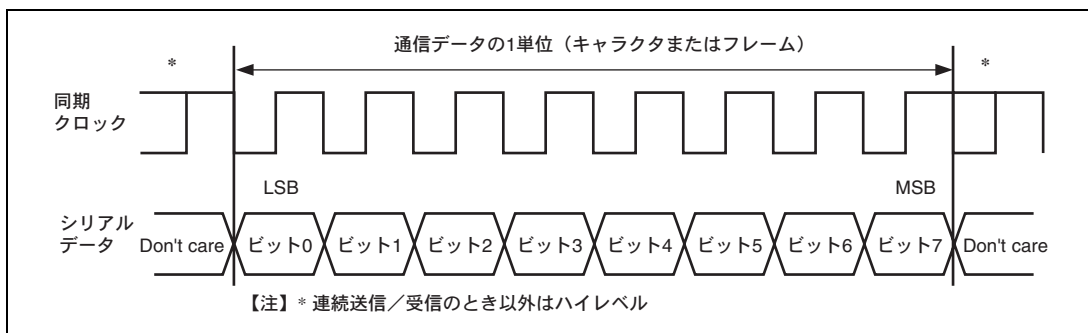 通信データの1単位（キャラクタまたはフレーム）
* *
同期
クロック
LSB MSB
シリアル
データ
Don't care ビット0 ビット1 ビット2 ビット3 ビット4 ビット5 ビット6 ビット7 Don't care
【注】* 連続送信／受信のとき以外はハイレベル